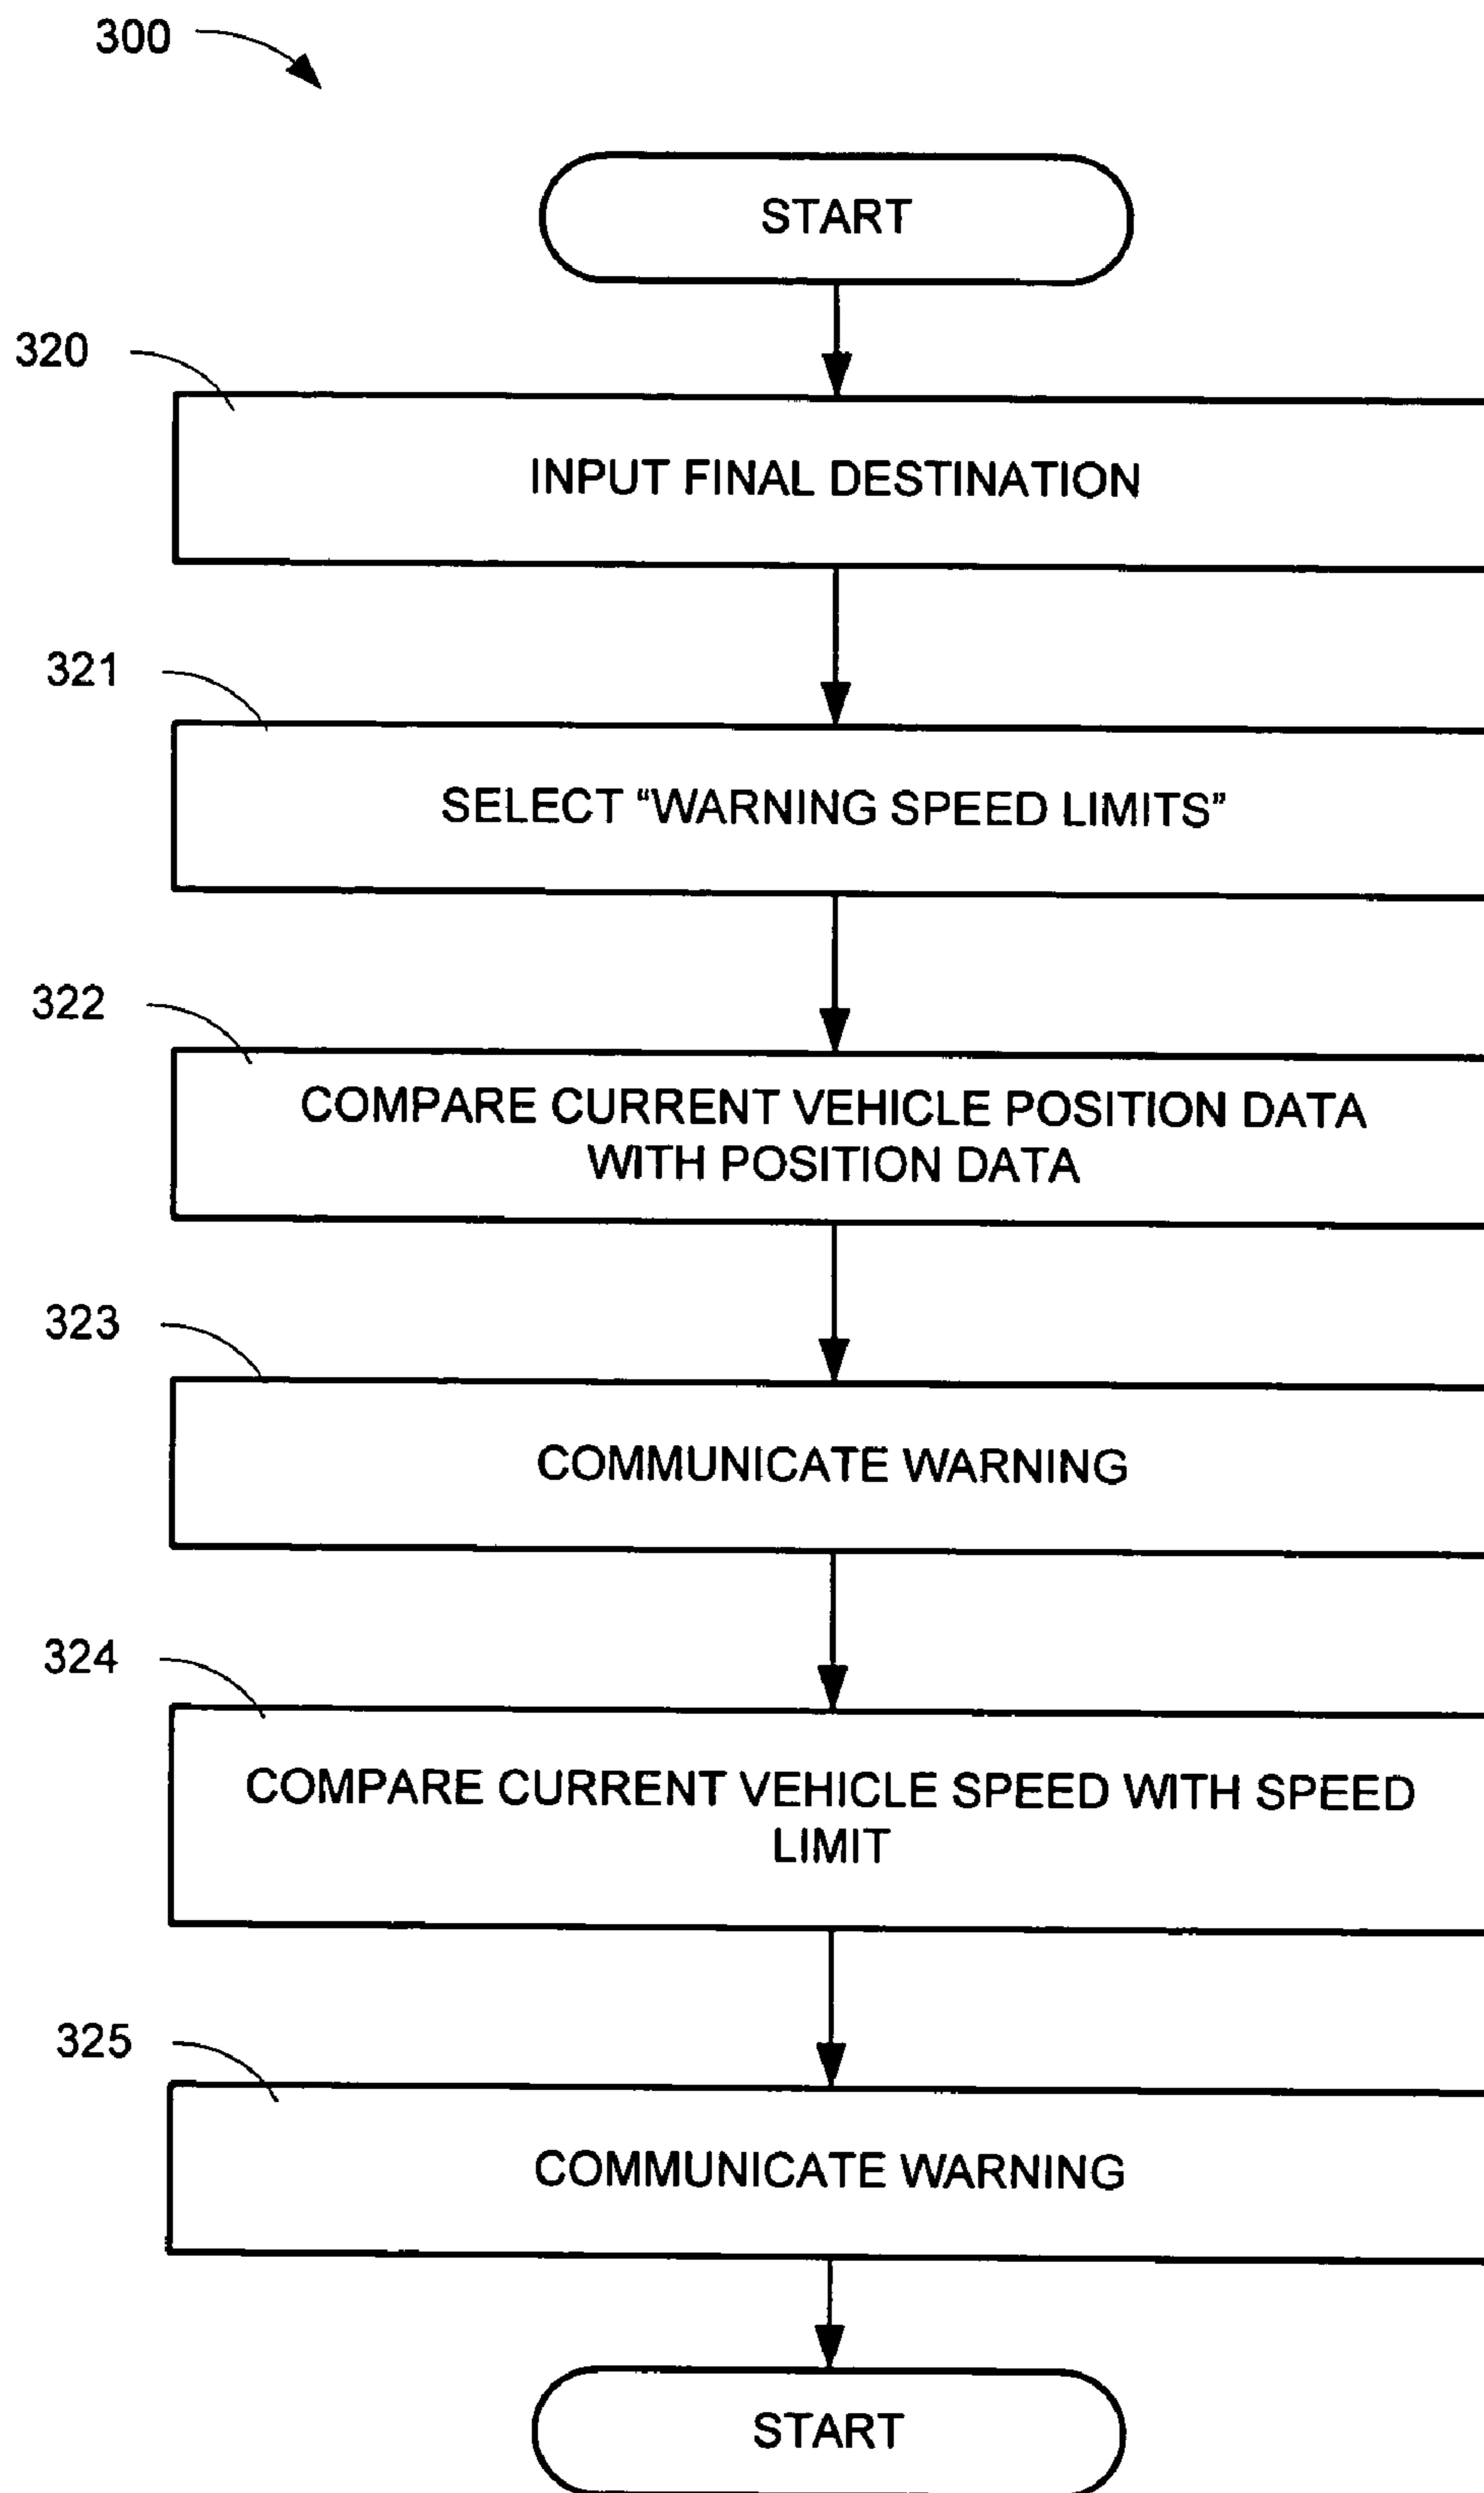 300
START
320
INPUT FINAL DESTINATION
321
SELECT “WARNING SPEED LIMITS”
322
COMPARE CURRENT VEHICLE POSITION DATA
WITH POSITION DATA
323
COMMUNICATE WARNING
324
COMPARE CURRENT VEHICLE SPEED WITH SPEED
LIMIT
325
COMMUNICATE WARNING
START